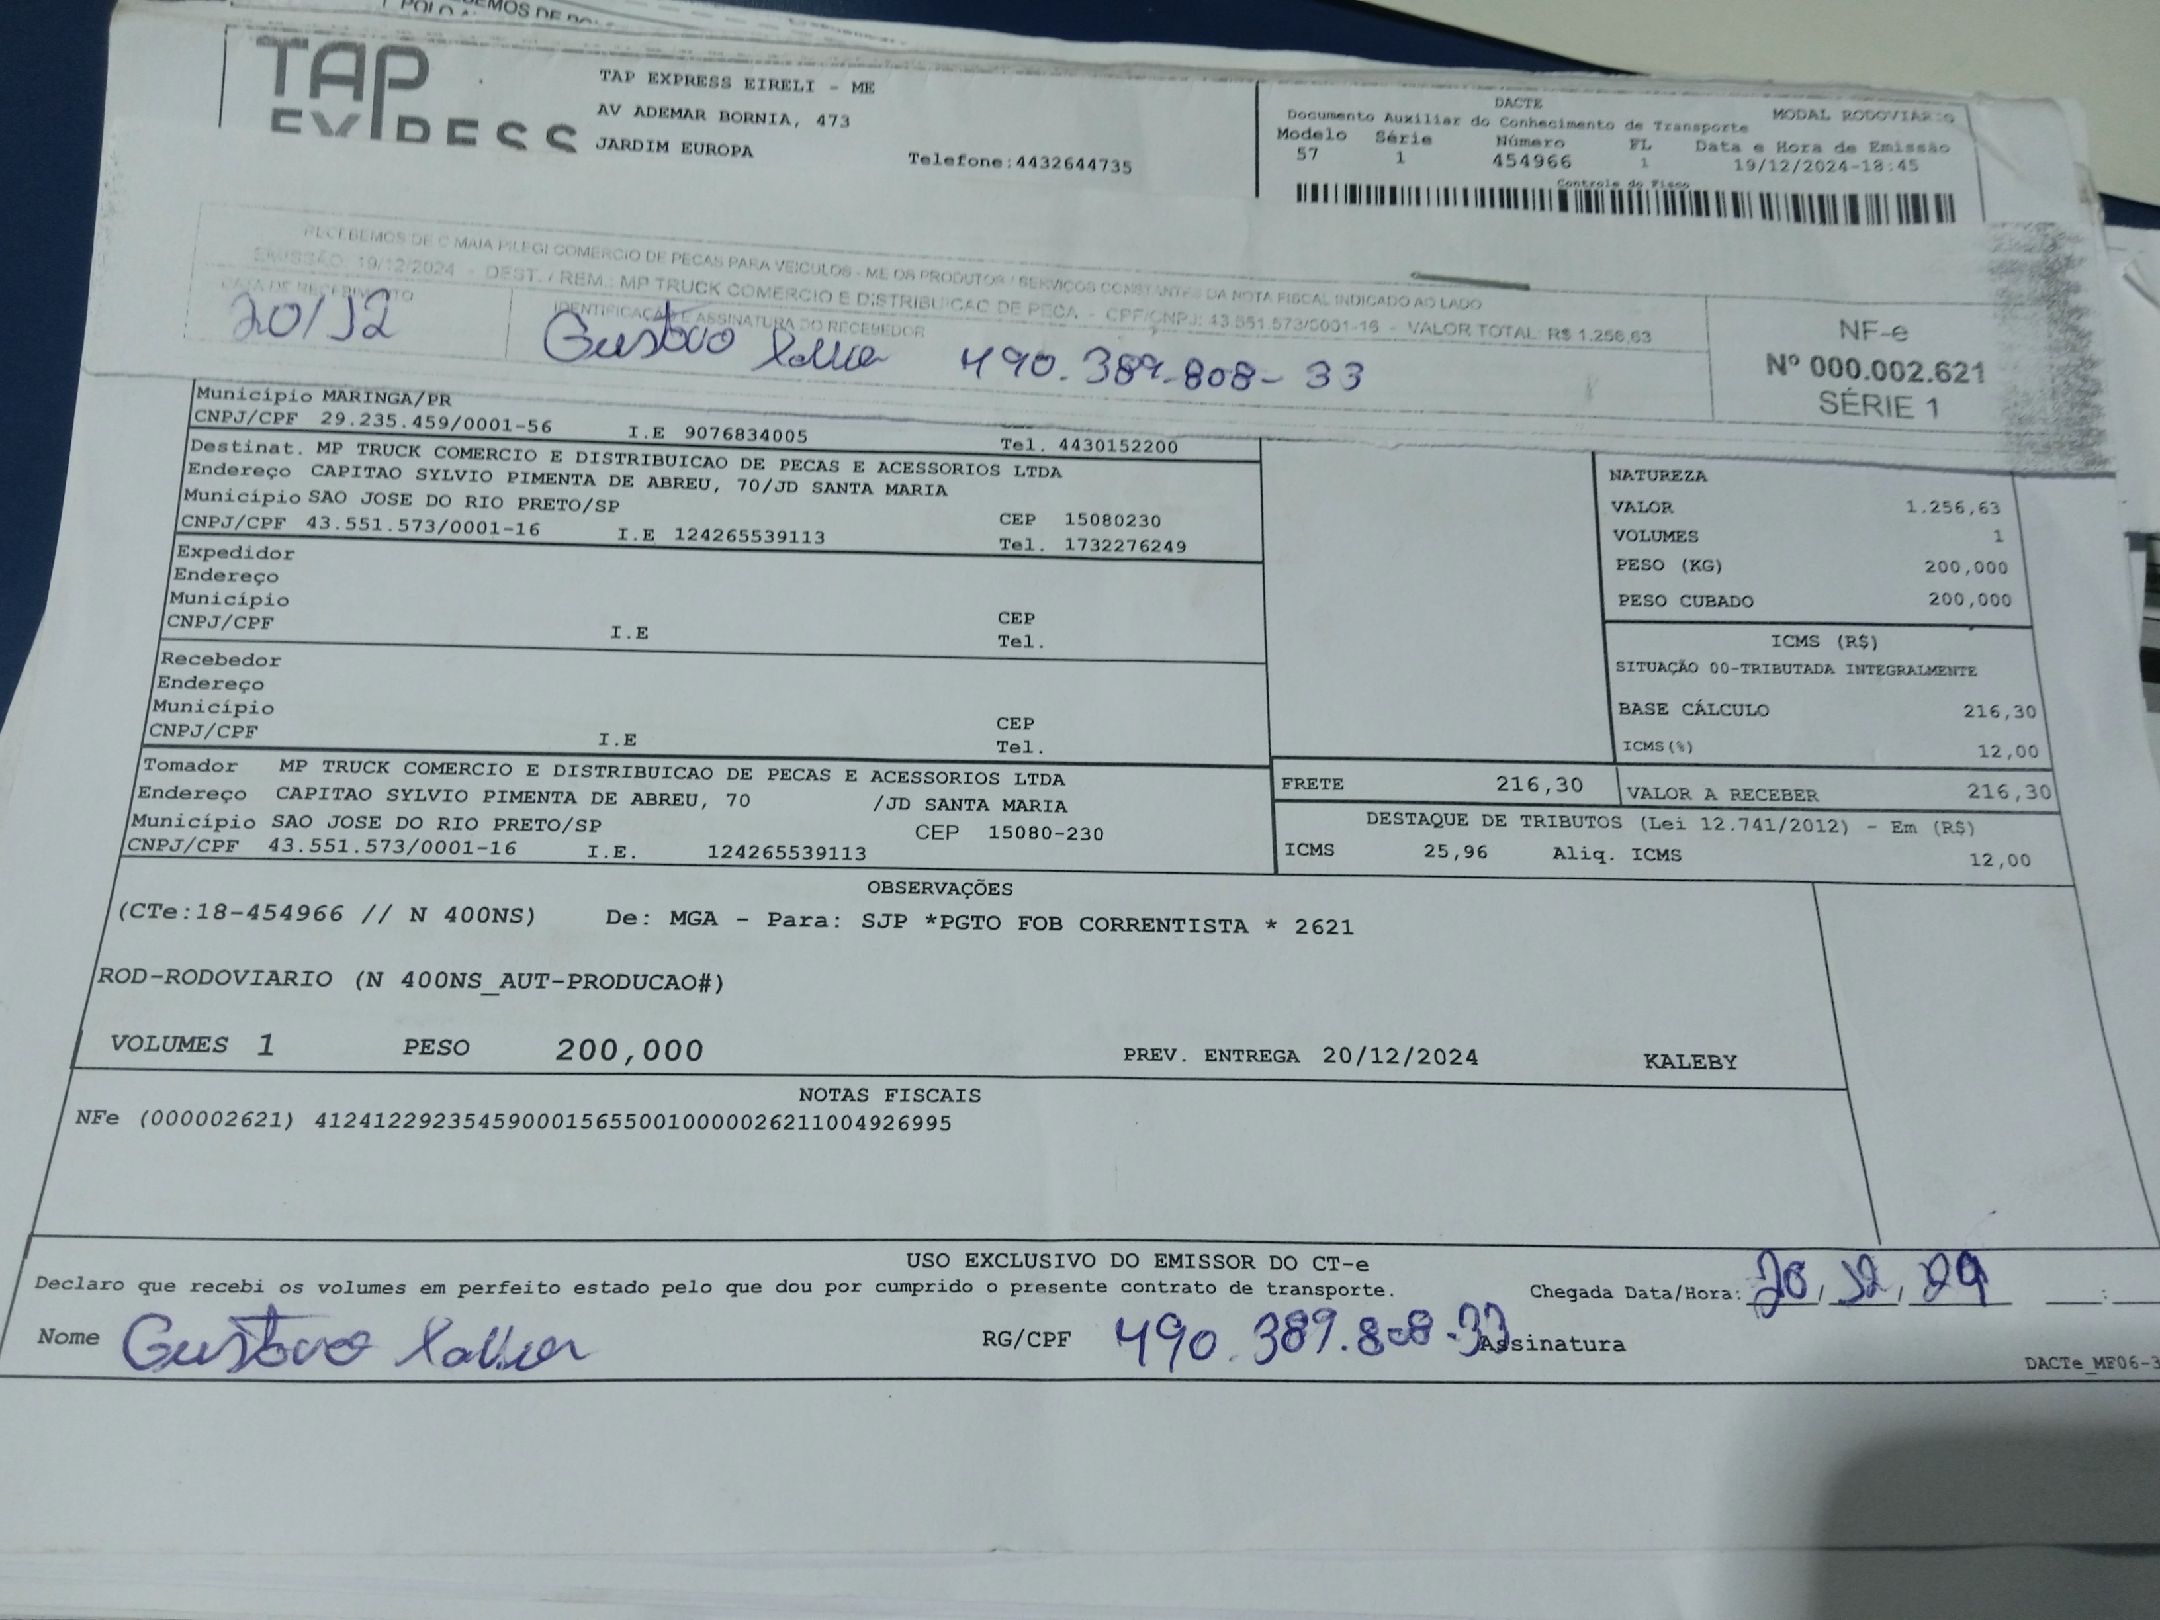 TAP
EXPRESS
TAP EXPRESS EIRELI - ME
AV ADEMAR BORNIA, 473
JARDIM EUROPA
Telefone:4432644735
DACTE
MODAL RODOVIARIO
Documento Auxiliar do Conhecimento de Transporte
Modelo Série Número FL Data e Hora de Emissão
57 1 454966 1 19/12/2024-18:45
Controle do Fisco
RECEBEMOS DE C MAIA PILEGI COMERCIO DE PECAS PARA VEICULOS - ME OS PRODUTOS / SERVIÇOS CONSTANTES DA NOTA FISCAL INDICADO AO LADO
EMISSÃO: 19/12/2024 - DEST. / REM.: MP TRUCK COMERCIO E DISTRIBUICAO DE PECA - CPF/CNPJ: 43.551.573/0001-16 - VALOR TOTAL: R$ 1.256,63
DATA DE RECEBIMENTO
IDENTIFICAÇÃO E ASSINATURA DO RECEBEDOR
20/12
Gustavo 490.389.808-33
NF-e
Nº 000.002.621
SÉRIE 1
Município MARINGA/PR
CNPJ/CPF 29.235.459/0001-56 I.E 9076834005 Tel. 4430152200
Destinat. MP TRUCK COMERCIO E DISTRIBUICAO DE PECAS E ACESSORIOS LTDA
Endereço CAPITAO SYLVIO PIMENTA DE ABREU, 70/JD SANTA MARIA
Município SAO JOSE DO RIO PRETO/SP CEP 15080230
CNPJ/CPF 43.551.573/0001-16 I.E 124265539113 Tel. 1732276249
Expedidor
Endereço
Município CEP
CNPJ/CPF I.E Tel.
Recebedor
Endereço
Município CEP
CNPJ/CPF I.E Tel.
Tomador MP TRUCK COMERCIO E DISTRIBUICAO DE PECAS E ACESSORIOS LTDA
Endereço CAPITAO SYLVIO PIMENTA DE ABREU, 70 /JD SANTA MARIA
Município SAO JOSE DO RIO PRETO/SP CEP 15080-230
CNPJ/CPF 43.551.573/0001-16 I.E. 124265539113
NATUREZA
VALOR 1.256,63
VOLUMES 1
PESO (KG) 200,000
PESO CUBADO 200,000
ICMS (R$)
SITUAÇÃO 00-TRIBUTADA INTEGRALMENTE
BASE CÁLCULO 216,30
ICMS(%) 12,00
FRETE 216,30 VALOR A RECEBER 216,30
DESTAQUE DE TRIBUTOS (Lei 12.741/2012) - Em (R$)
ICMS 25,96 Aliq. ICMS 12,00
OBSERVAÇÕES
(CTe:18-454966 // N 400NS) De: MGA - Para: SJP *PGTO FOB CORRENTISTA * 2621
ROD-RODOVIARIO (N 400NS_AUT-PRODUCAO#)
VOLUMES 1 PESO 200,000 PREV. ENTREGA 20/12/2024 KALEBY
NOTAS FISCAIS
NFe (000002621) 41241229235459000156550010000026211004926995
USO EXCLUSIVO DO EMISSOR DO CT-e
Declaro que recebi os volumes em perfeito estado pelo que dou por cumprido o presente contrato de transporte. Chegada Data/Hora: 20/12/24 :
Nome Gustavo RG/CPF 490.389.808-33 Assinatura
DACTe_MF06-3